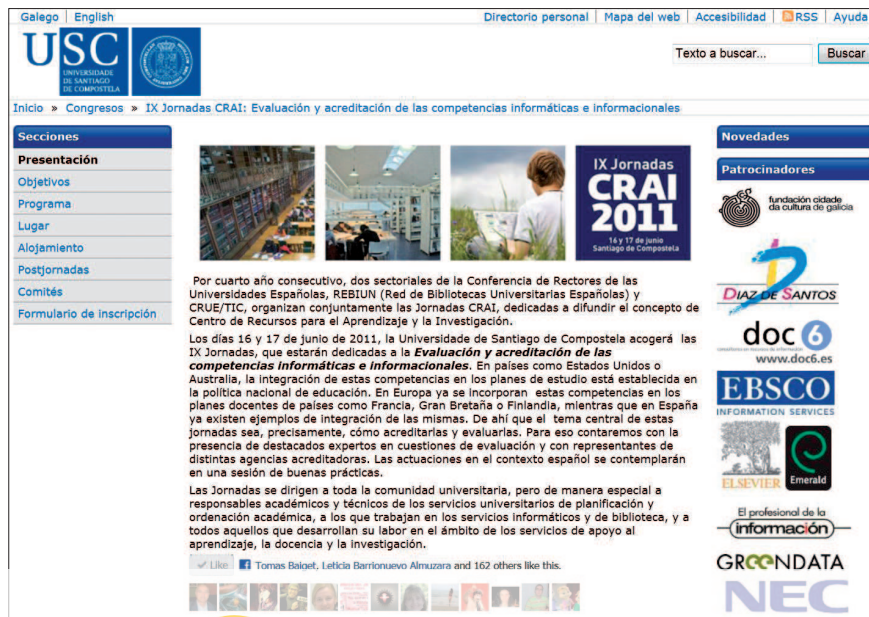 Galego | English
Directorio personal | Mapa del web | Accesibilidad | RSS | Ayuda
USC
UNIVERSIDADE
DE SANTIAGO
DE COMPOSTELA
Texto a buscar...
Buscar
Inicio » Congresos » IX Jornadas CRAI: Evaluación y acreditación de las competencias informáticas e informacionales
Secciones
Presentación
Objetivos
Programa
Lugar
Alojamiento
Postjornadas
Comités
Formulario de inscripción
IX Jornadas
CRAI
2011
16 y 17 de junio
Santiago de Compostela
Por cuarto año consecutivo, dos sectoriales de la Conferencia de Rectores de las
Universidades Españolas, REBIUN (Red de Bibliotecas Universitarias Españolas) y
CRUE/TIC, organizan conjuntamente las Jornadas CRAI, dedicadas a difundir el concepto de
Centro de Recursos para el Aprendizaje y la Investigación.
Los días 16 y 17 de junio de 2011, la Universidade de Santiago de Compostela acogerá las
IX Jornadas, que estarán dedicadas a la Evaluación y acreditación de las
competencias informáticas e informacionales. En países como Estados Unidos o
Australia, la integración de estas competencias en los planes de estudio está establecida en
la política nacional de educación. En Europa ya se incorporan estas competencias en los
planes docentes de países como Francia, Gran Bretaña o Finlandia, mientras que en España
ya existen ejemplos de integración de las mismas. De ahí que el tema central de estas
jornadas sea, precisamente, cómo acreditarlas y evaluarlas. Para eso contaremos con la
presencia de destacados expertos en cuestiones de evaluación y con representantes de
distintas agencias acreditadoras. Las actuaciones en el contexto español se contemplarán
en una sesión de buenas prácticas.
Las Jornadas se dirigen a toda la comunidad universitaria, pero de manera especial a
responsables académicos y técnicos de los servicios universitarios de planificación y
ordenación académica, a los que trabajan en los servicios informáticos y de biblioteca, y a
todos aquellos que desarrollan su labor en el ámbito de los servicios de apoyo al
aprendizaje, la docencia y la investigación.
Like
Tomas Baiget, Leticia Barrionuevo Almuzara and 162 others like this.
Novedades
Patrocinadores
fundación cidade
da cultura de galicia
DIAZ DE SANTOS
doc 6
www.doc6.es
EBSCO
INFORMATION SERVICES
ELSEVIER
Emerald
El profesional de la
información
GREENDATA
NEC